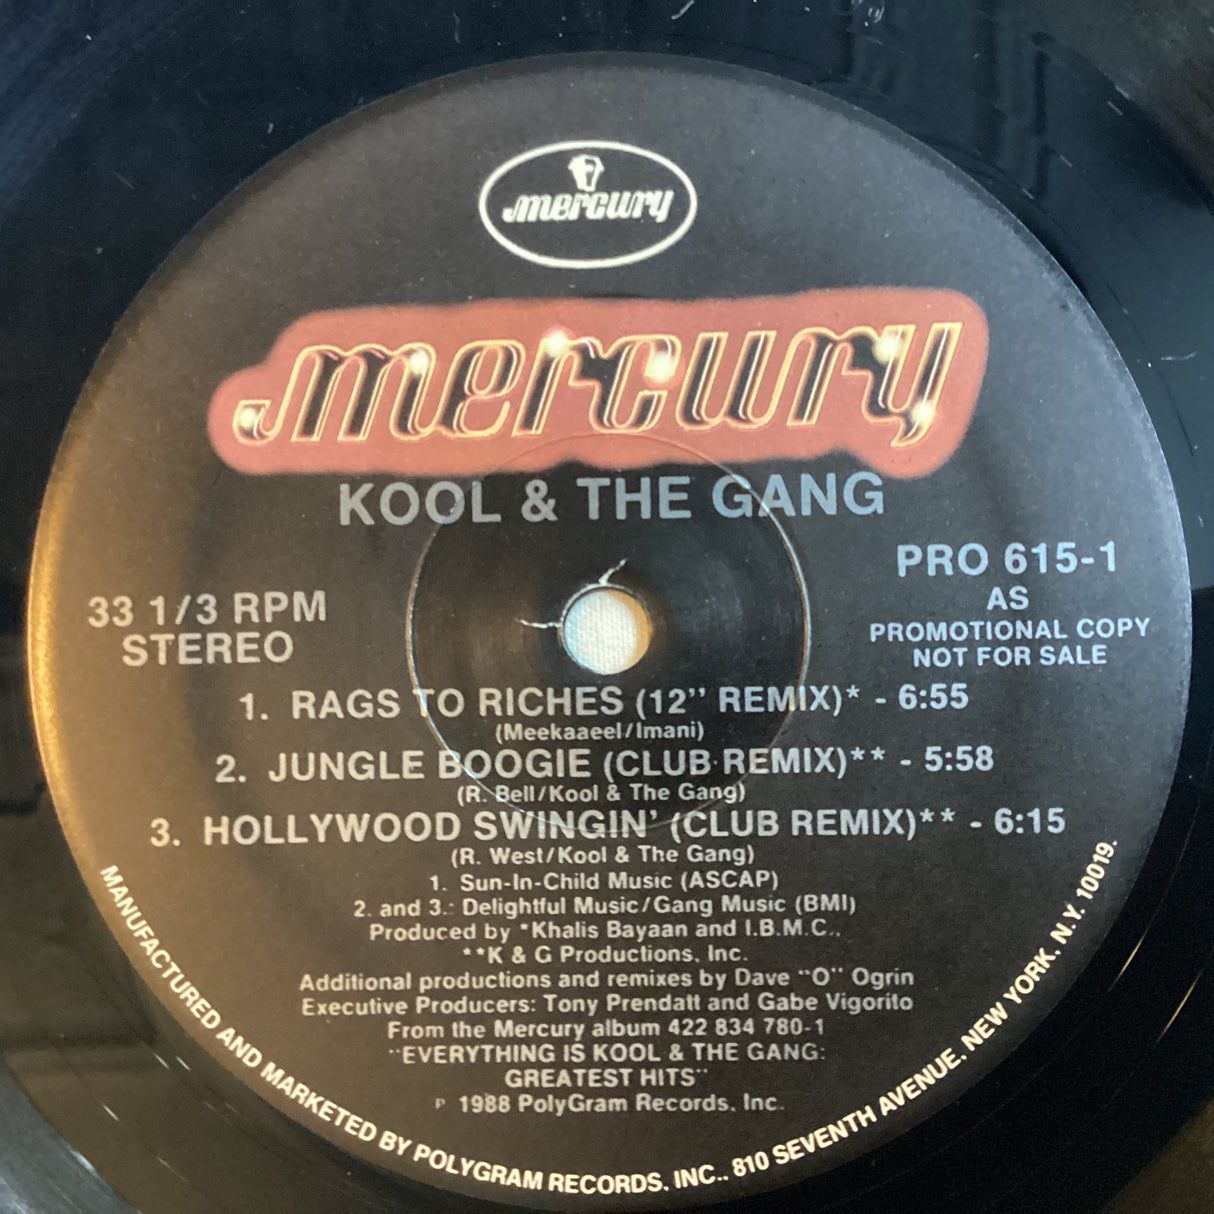 mercury
mercury
KOOL & THE GANG
33 1/3 RPM
STEREO
PRO 615-1
AS
PROMOTIONAL COPY
NOT FOR SALE
1. RAGS TO RICHES (12" REMIX)* - 6:55
(Meekaaeel/Imani)
2. JUNGLE BOOGIE (CLUB REMIX)** - 5:58
(R. Bell/Kool & The Gang)
3. HOLLYWOOD SWINGIN' (CLUB REMIX)** - 6:15
(R. West/Kool & The Gang)
1. Sun-In-Child Music (ASCAP)
2. and 3.: Delightful Music/Gang Music (BMI)
Produced by *Khalis Bayaan and I.B.M.C.,
**K & G Productions, Inc.
Additional productions and remixes by Dave "O" Ogrin
Executive Producers: Tony Prendatt and Gabe Vigorito
From the Mercury album 422 834 780-1
"EVERYTHING IS KOOL & THE GANG:
GREATEST HITS"
℗ 1988 PolyGram Records, Inc.
MANUFACTURED AND MARKETED BY POLYGRAM RECORDS, INC., 810 SEVENTH AVENUE, NEW YORK, N.Y. 10019.